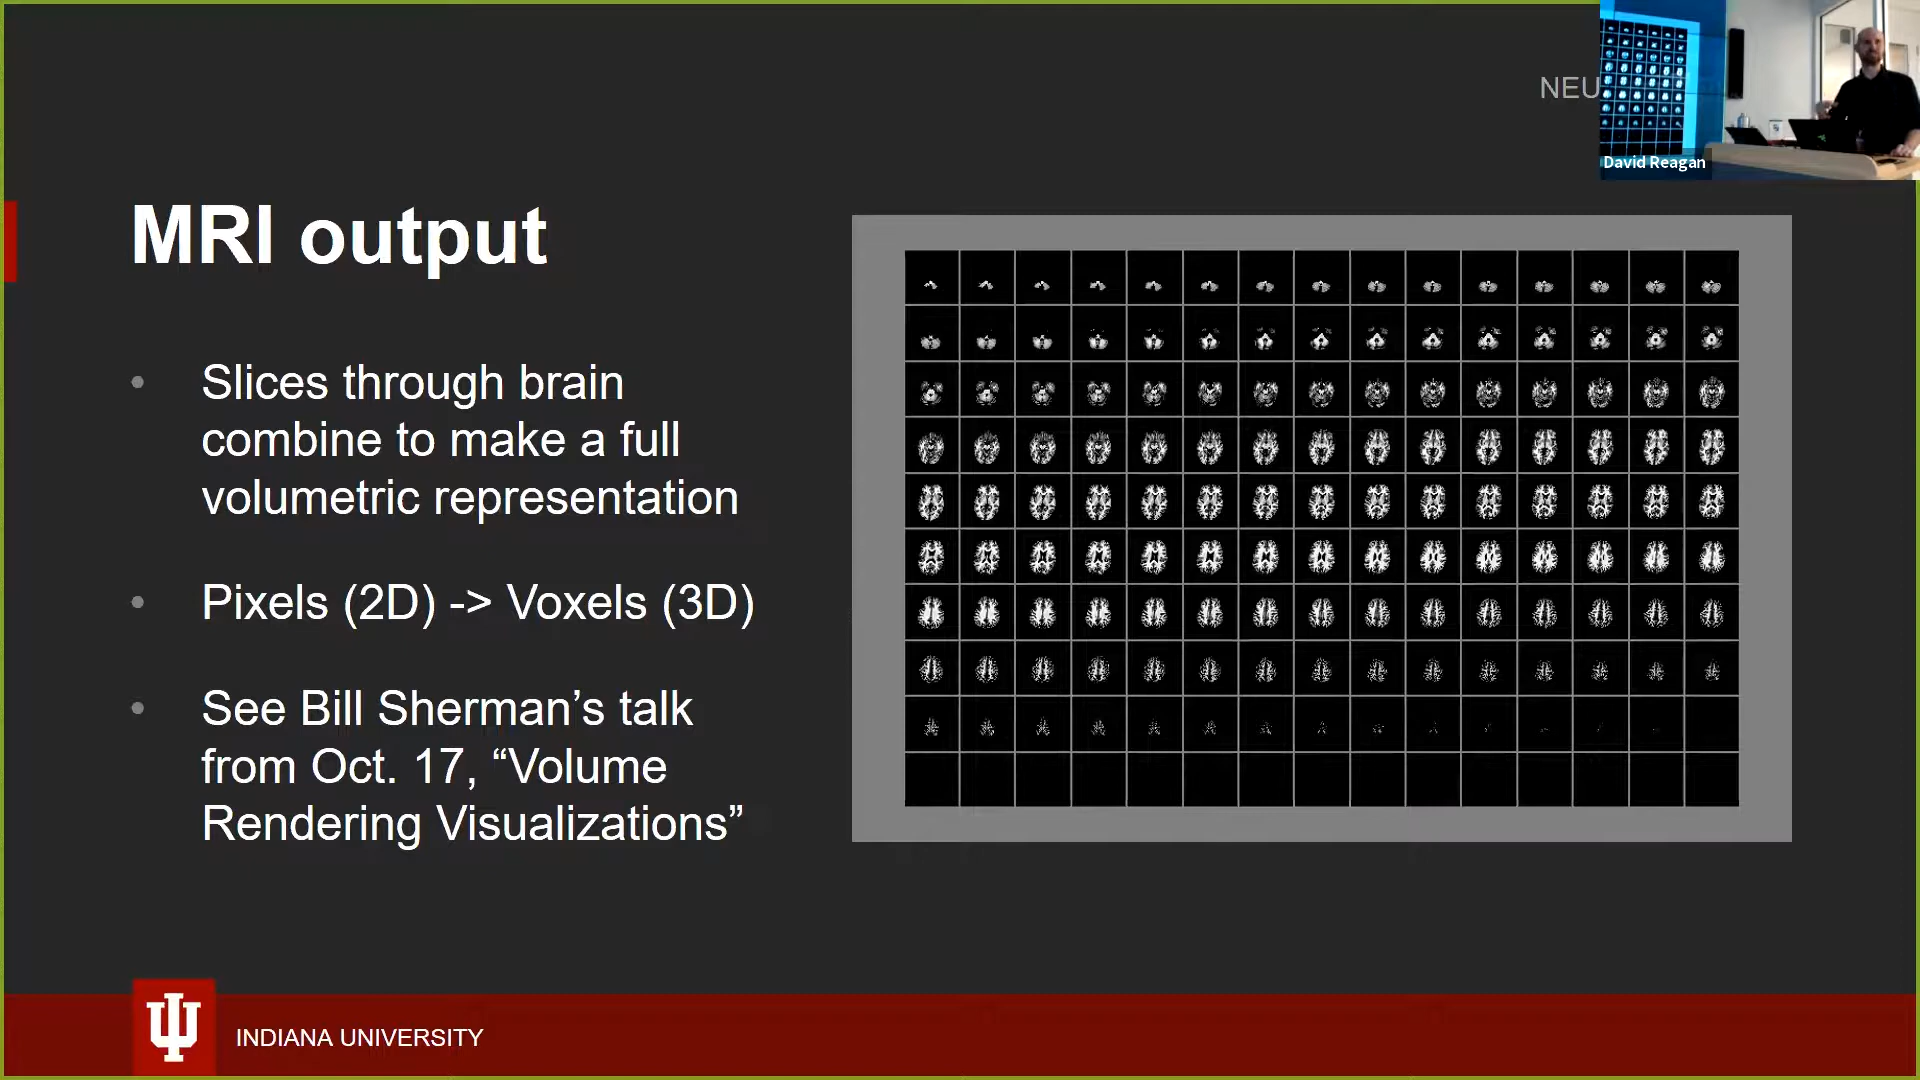 NEU
David Reagan
MRI output
• Slices through brain
combine to make a full
volumetric representation
• Pixels (2D) -> Voxels (3D)
• See Bill Sherman’s talk
from Oct. 17, “Volume
Rendering Visualizations”
INDIANA UNIVERSITY